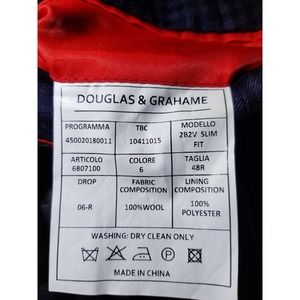 DOUGLAS & GRAHAME
PROGRAMMA TBC MODELLO
450020180011 10411015 2B2V SLIM
FIT
ARTICOLO COLORE TAGLIA
6807100 6 48R
DROP FABRIC LINING
COMPOSITION COMPOSITION
06-R 100%WOOL 100%
POLYESTER
WASHING: DRY CLEAN ONLY
MADE IN CHINA